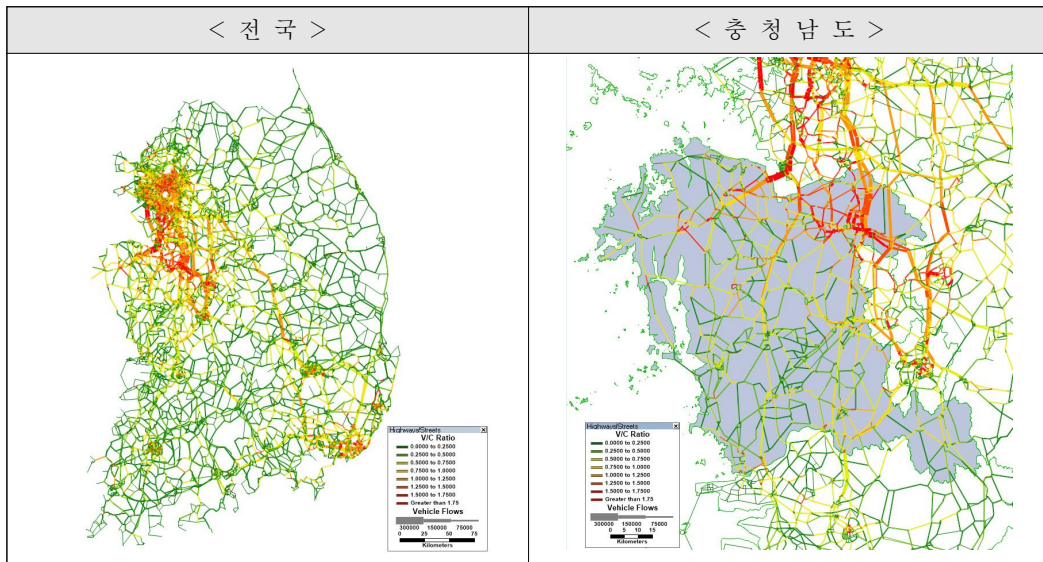 < 전 국 >
< 충 청 남 도 >
Highways/Streets
V/C Ratio
0.0000 to 0.2500
0.2500 to 0.5000
0.5000 to 0.7500
0.7500 to 1.0000
1.0000 to 1.2500
1.2500 to 1.5000
1.5000 to 1.7500
Greater than 1.75
Vehicle Flows
300000 150000 75000
0 25 50 75
Kilometers
Highways/Streets
V/C Ratio
0.0000 to 0.2500
0.2500 to 0.5000
0.5000 to 0.7500
0.7500 to 1.0000
1.0000 to 1.2500
1.2500 to 1.5000
1.5000 to 1.7500
Greater than 1.75
Vehicle Flows
300000 150000 75000
0 5 10 15
Kilometers